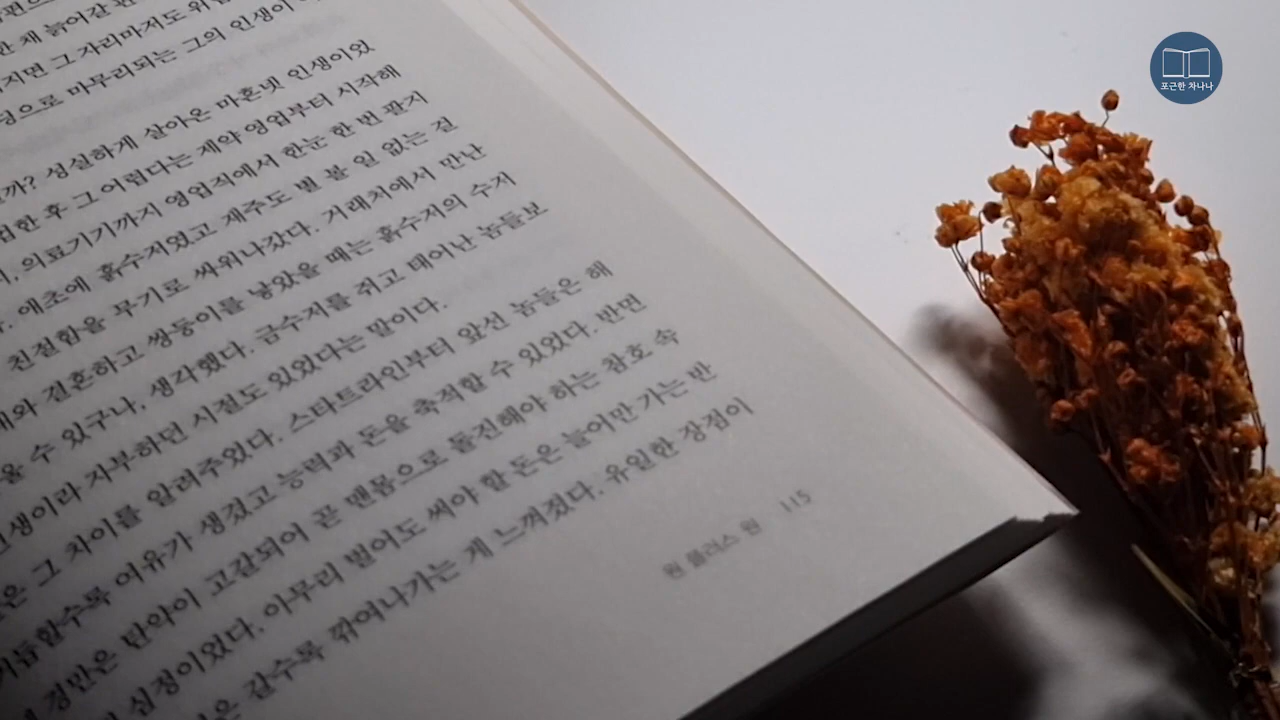 한 채 늙어갈
지면 그 자리마저도
으로 마무리되는 그의 인생이
까? 성실하게 살아온 마흔넷 인생이었
험한 후 그 어렵다는 제약 영업부터 시작해
의료기기까지 영업직에서 한눈 한 번 팔지
애초에 흙수저였고 재주도 별 볼 일 없는 걸
친절함을 무기로 싸워나갔다. 거래처에서 만난
결혼하고 쌍둥이를 낳았을 때는 흙수저의 수저
울 수 있구나, 생각했다. 금수저를 쥐고 태어난 놈들보
인생이라 자부하던 시절도 있었다는 말이다.
은 그 차이를 알려주었다. 스타트라인부터 앞선 놈들은 해
거듭할수록 여유가 생겼고 능력과 돈을 축적할 수 있었다. 반면
경만은 탄약이 고갈되어 곧 맨몸으로 돌진해야 하는 참호 속
심정이었다. 아무리 벌어도 써야 할 돈은 늘어만 가는 반
은 갈수록 깎여나가는 게 느껴졌다. 유일한 장점이
원 플러스 원 115
포근한 차나나